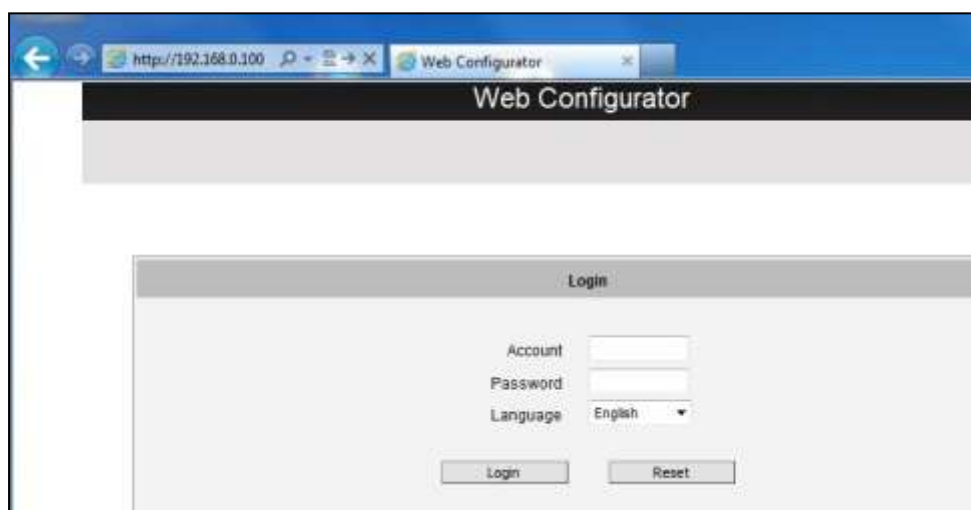 http://192.168.0.100
Web Configurator
Web Configurator
Login
Account
Password
Language English
Login Reset